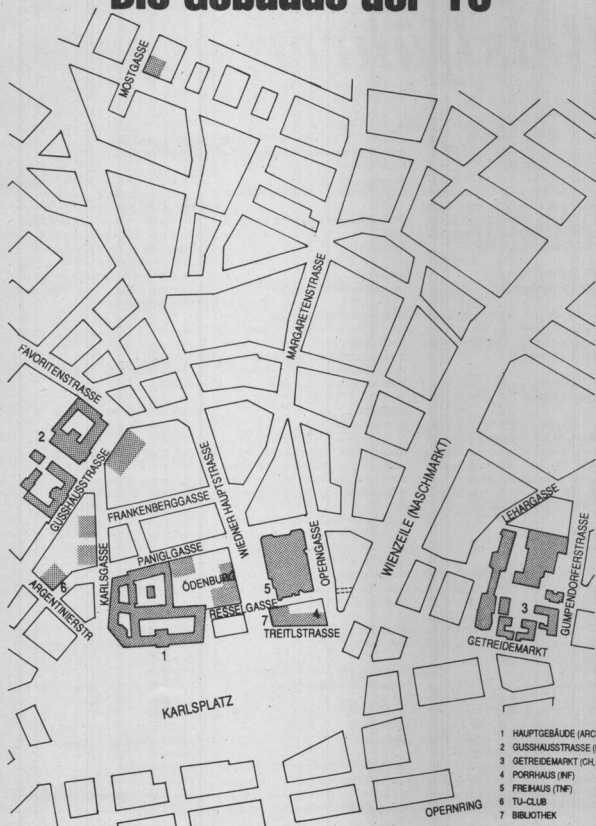 Die Gebäude der TU
MOSTGASSE
MARGARETENSTRASSE
FAVORITENSTRASSE
2
GUSSHAUSSTRASSE
FRANKENBERGGASSE
WIEDNER HAUPTSTRASSE
WIENZEILE (NASCHMARKT)
LEHARGASSE
KARLSGASSE
PANIGLGASSE
ÖDENBURG
OPERNGASSE
GUMPENDORFERSTRASSE
6
ARGENTINIERSTR
5
RESSELGASSE
4
7
TREITLSTRASSE
3
GETREIDEMARKT
1
KARLSPLATZ
OPERNRING
1 HAUPTGEBÄUDE (ARC
2 GUSSHAUSSTRASSE (
3 GETREIDEMARKT (CH,
4 PORRHAUS (INF)
5 FREIHAUS (TNF)
6 TU-CLUB
7 BIBLIOTHEK